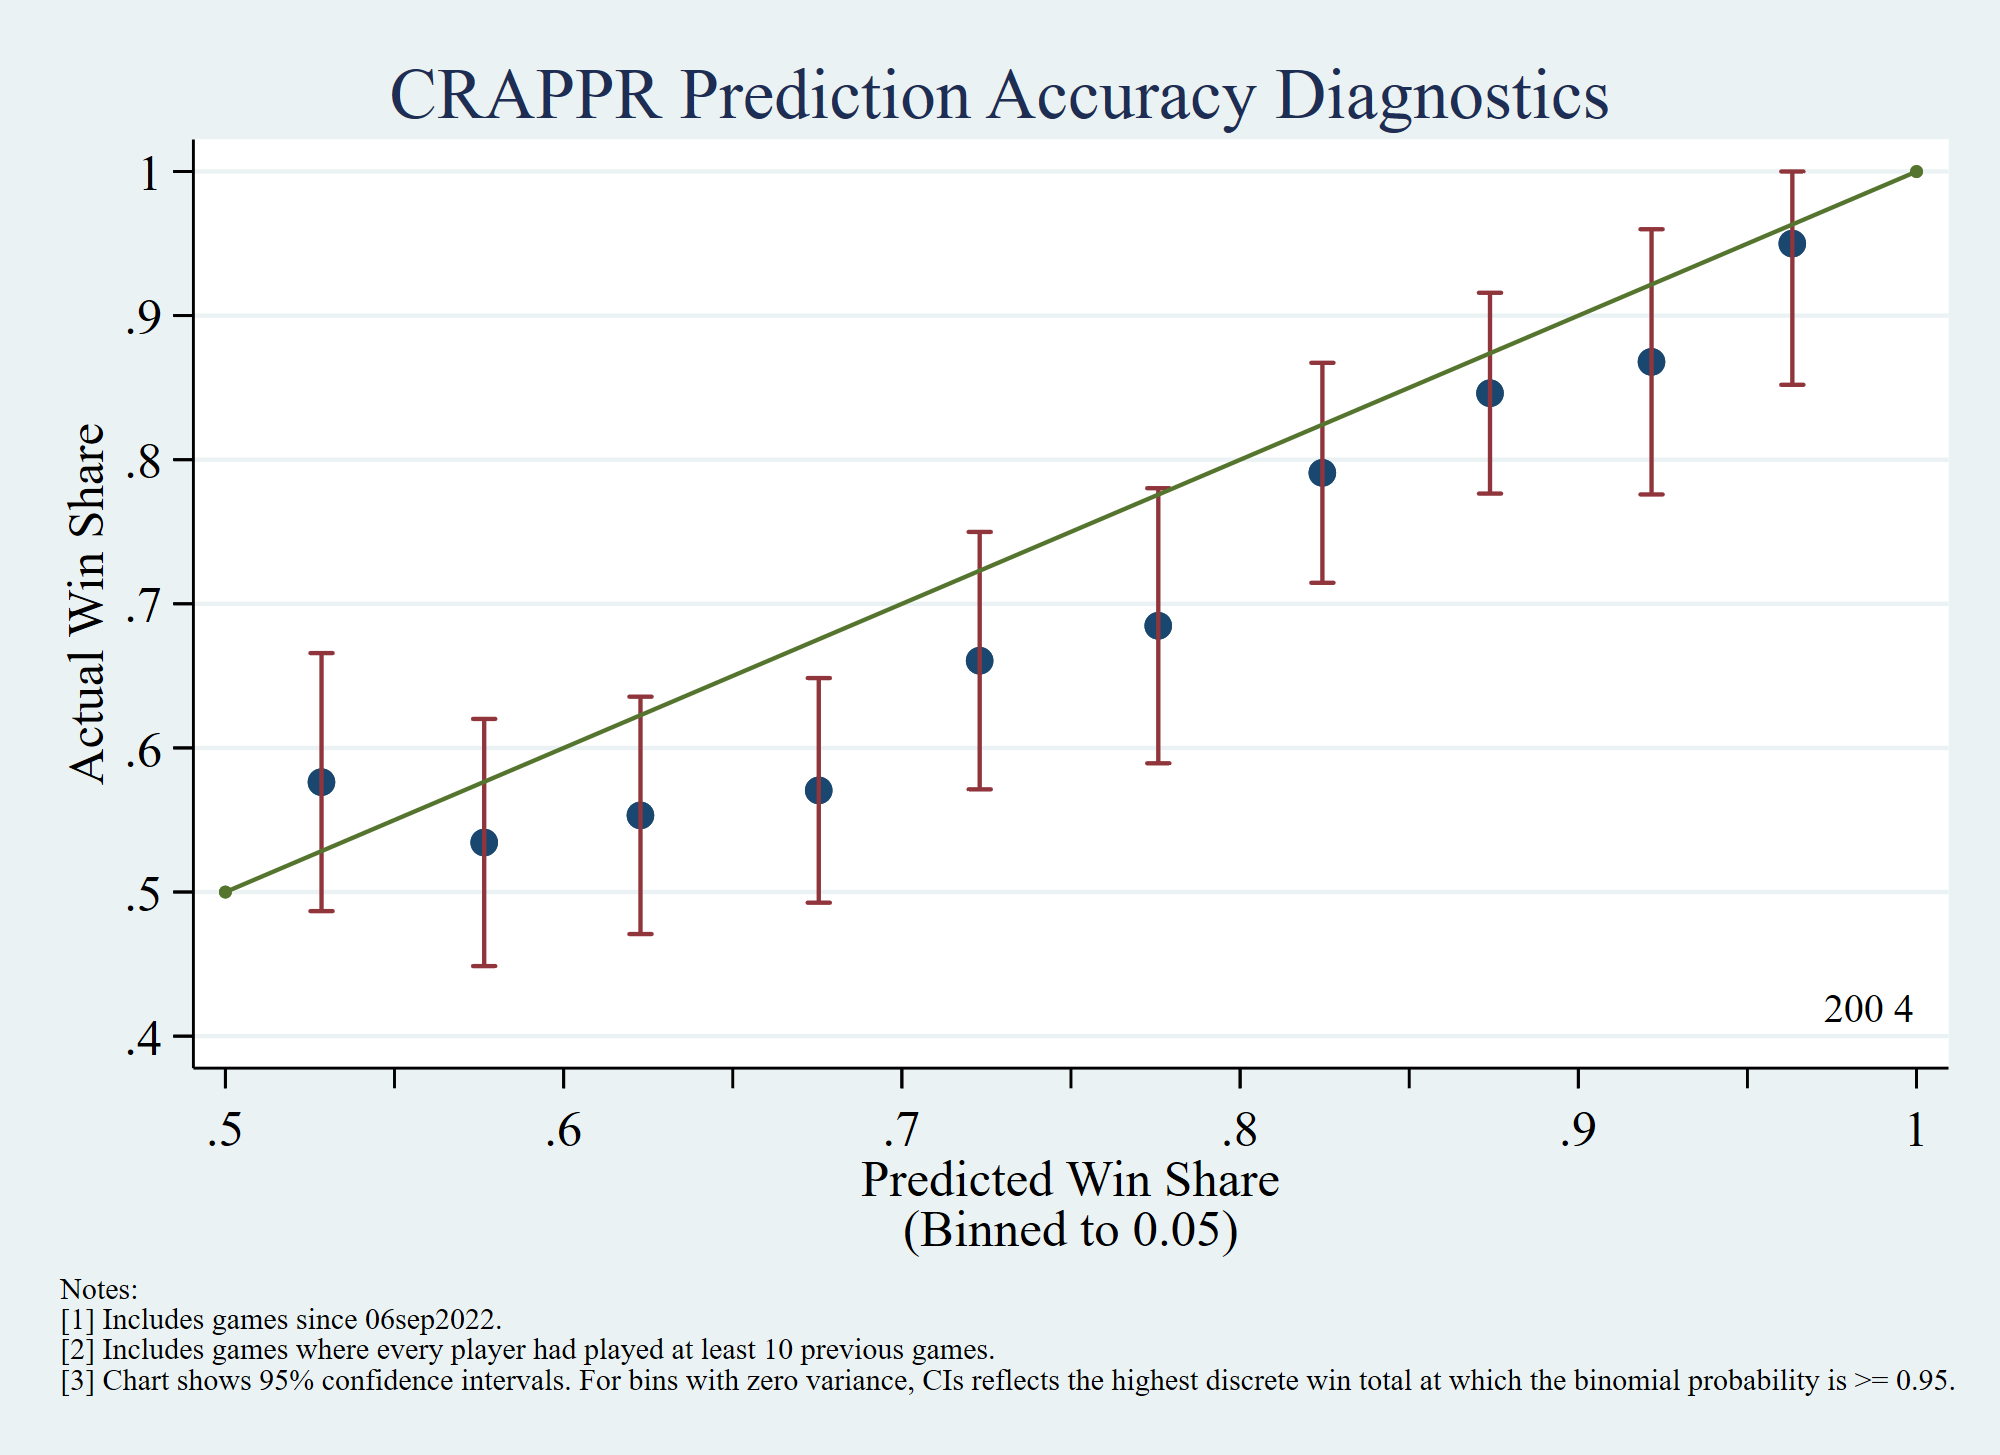 CRAPPR Prediction Accuracy Diagnostics
1
.9
.8
.7
.6
.5
.4
Actual Win Share
200 4
.5 .6 .7 .8 .9 1
Predicted Win Share
(Binned to 0.05)
Notes:
[1] Includes games since 06sep2022.
[2] Includes games where every player had played at least 10 previous games.
[3] Chart shows 95% confidence intervals. For bins with zero variance, CIs reflects the highest discrete win total at which the binomial probability is >= 0.95.